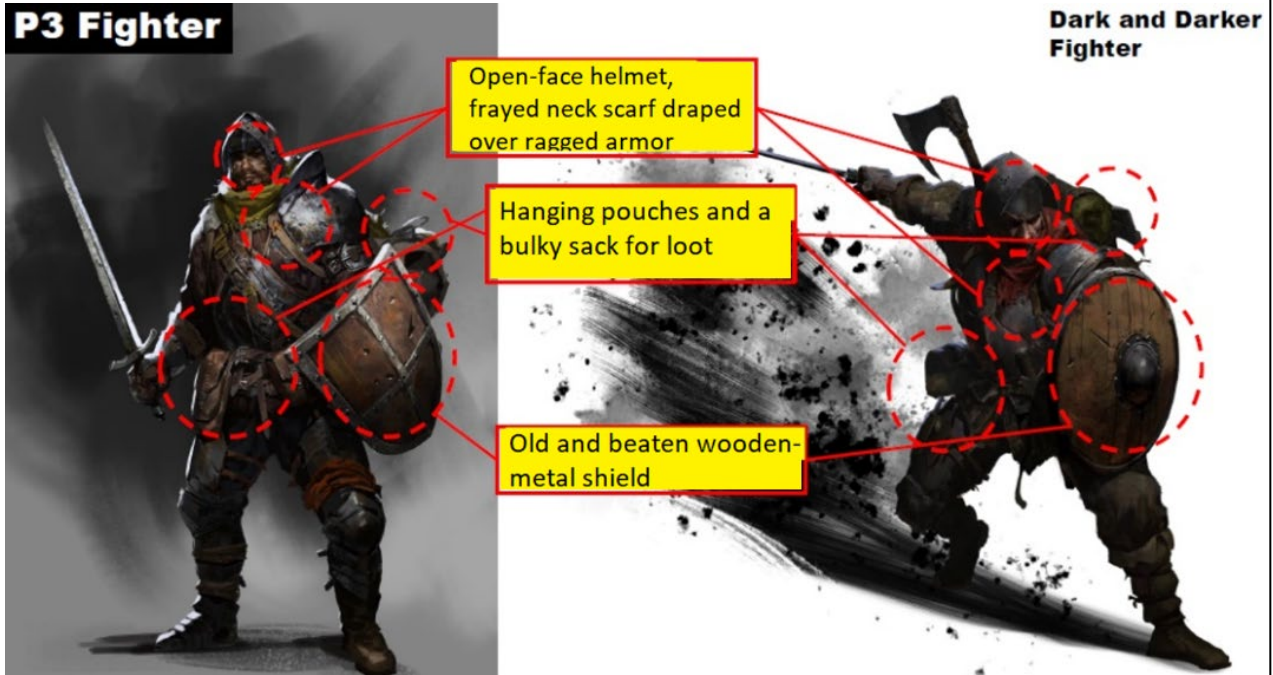 P3 Fighter
Dark and Darker
Fighter
Open-face helmet,
frayed neck scarf draped
over ragged armor
Hanging pouches and a
bulky sack for loot
Old and beaten wooden-
metal shield